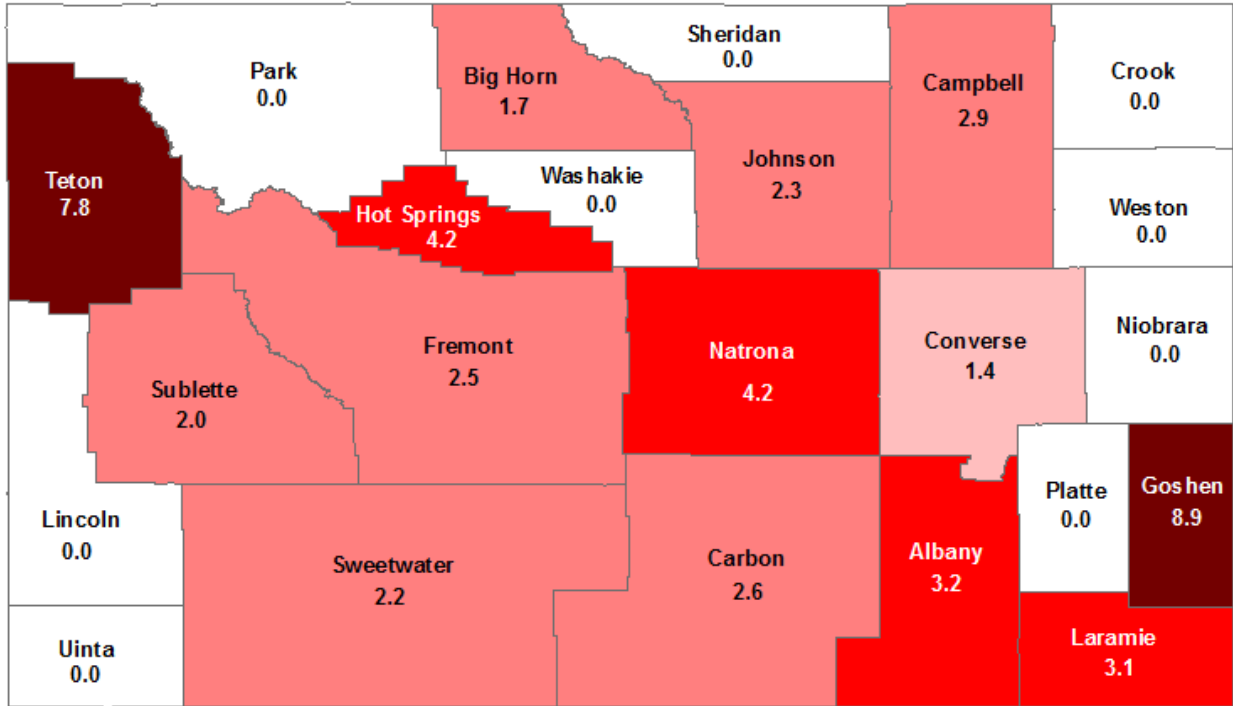 Sheridan
0.0
Park
0.0
Big Horn
1.7
Campbell
2.9
Crook
0.0
Teton
7.8
Johnson
2.3
Washakie
0.0
Hot Springs
4.2
Weston
0.0
Fremont
2.5
Natrona
4.2
Converse
1.4
Niobrara
0.0
Sublette
2.0
Lincoln
0.0
Sweetwater
2.2
Carbon
2.6
Albany
3.2
Platte
0.0
Goshen
8.9
Uinta
0.0
Laramie
3.1